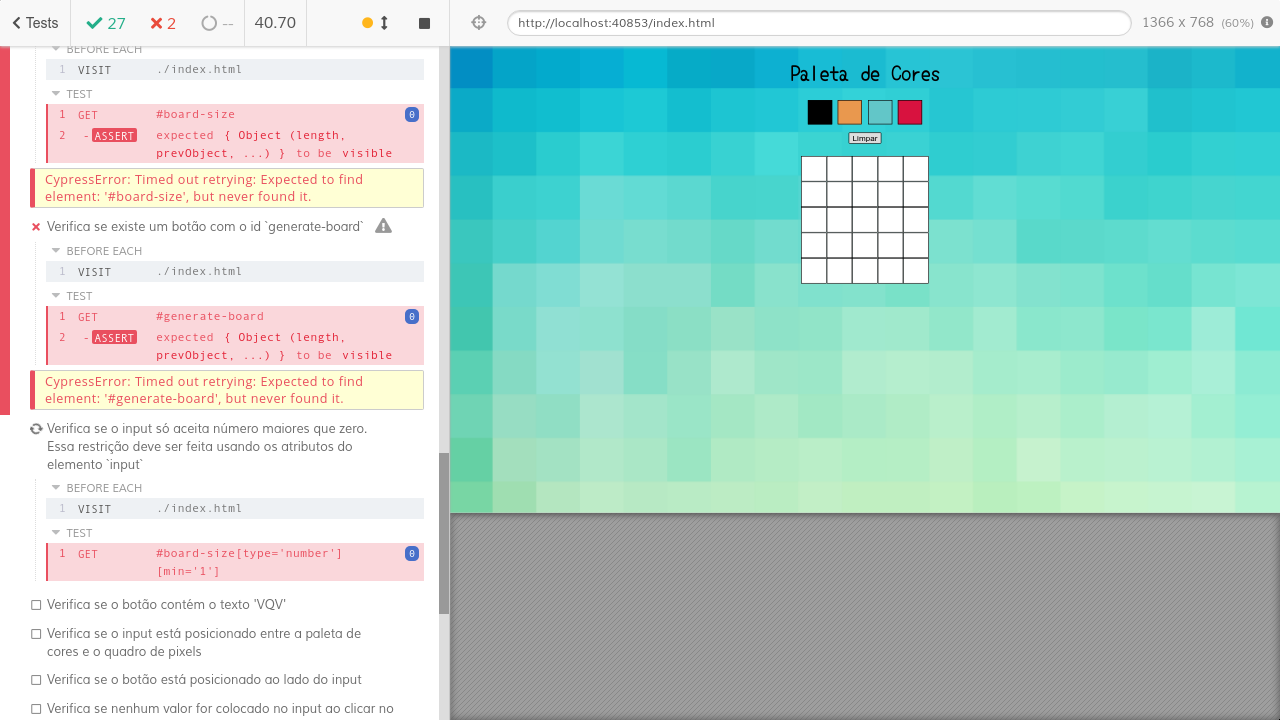 Tests
27
2
--
40.70
http://localhost:40853/index.html
1366 x 768 (60%)
BEFORE EACH
1 VISIT ./index.html
TEST
1 GET #board-size 0
2 -ASSERT expected { Object (length,
prevObject, ...) } to be visible
CypressError: Timed out retrying: Expected to find
element: '#board-size', but never found it.
Verifica se existe um botão com o id `generate-board`
BEFORE EACH
1 VISIT ./index.html
TEST
1 GET #generate-board 0
2 -ASSERT expected { Object (length,
prevObject, ...) } to be visible
CypressError: Timed out retrying: Expected to find
element: '#generate-board', but never found it.
Verifica se o input só aceita número maiores que zero.
Essa restrição deve ser feita usando os atributos do
elemento `input`
BEFORE EACH
1 VISIT ./index.html
TEST
1 GET #board-size[type='number'] 0
[min='1']
Verifica se o botão contém o texto 'VQV'
Verifica se o input está posicionado entre a paleta de
cores e o quadro de pixels
Verifica se o botão está posicionado ao lado do input
Verifica se nenhum valor for colocado no input ao clicar no
Paleta de Cores
Limpar